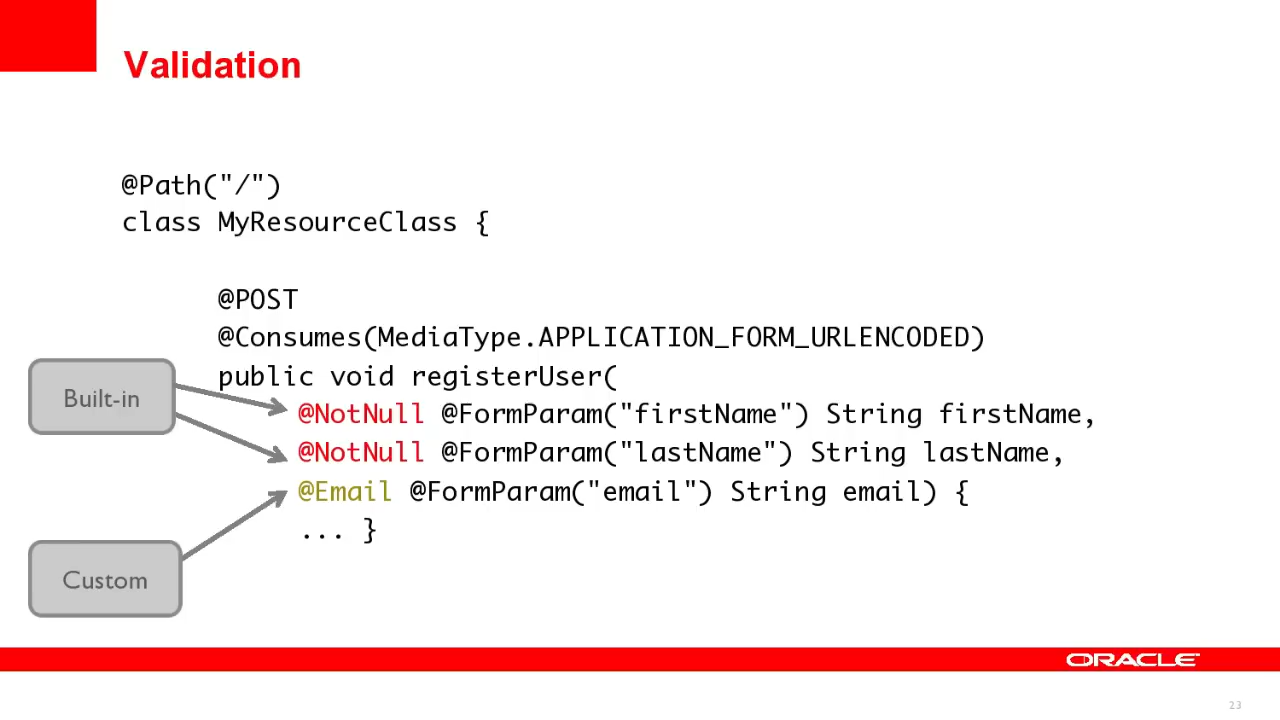 Validation
@Path("/")
class MyResourceClass {
@POST
@Consumes(MediaType.APPLICATION_FORM_URLENCODED)
public void registerUser(
@NotNull @FormParam("firstName") String firstName,
@NotNull @FormParam("lastName") String lastName,
@Email @FormParam("email") String email) {
... }
Built-in
Custom
ORACLE
23